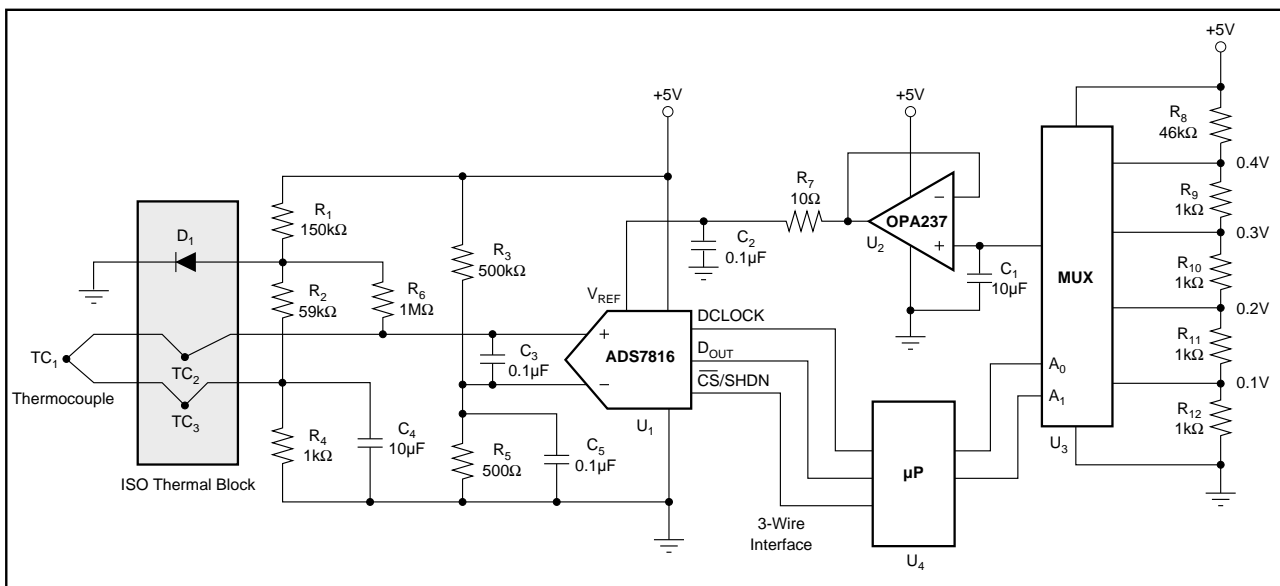 +5V
R8
46kΩ
0.4V
R9
1kΩ
0.3V
R10
1kΩ
0.2V
R11
1kΩ
0.1V
R12
1kΩ
MUX
A0
A1
U3
+5V
OPA237
−
+
U2
C1
10µF
R7
10Ω
C2
0.1µF
+5V
VREF
ADS7816
+
−
U1
DCLOCK
DOUT
CS/SHDN
µP
U4
3-Wire
Interface
R3
500kΩ
C3
0.1µF
R5
500Ω
C5
0.1µF
R1
150kΩ
R2
59kΩ
R6
1MΩ
R4
1kΩ
C4
10µF
D1
TC1
TC2
TC3
Thermocouple
ISO Thermal Block